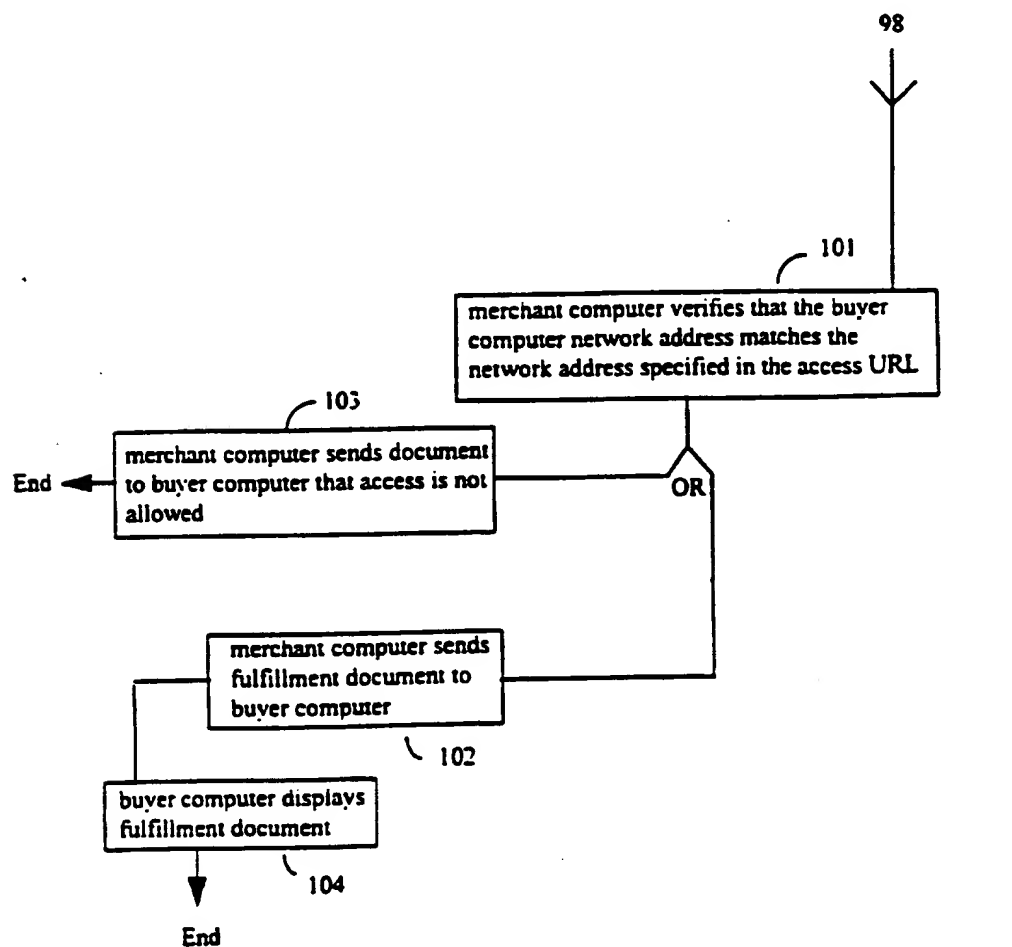 98
101
merchant computer verifies that the buyer
computer network address matches the
network address specified in the access URL
103
merchant computer sends document
to buyer computer that access is not
allowed
End
OR
merchant computer sends
fulfillment document to
buyer computer
102
buyer computer displays
fulfillment document
104
End